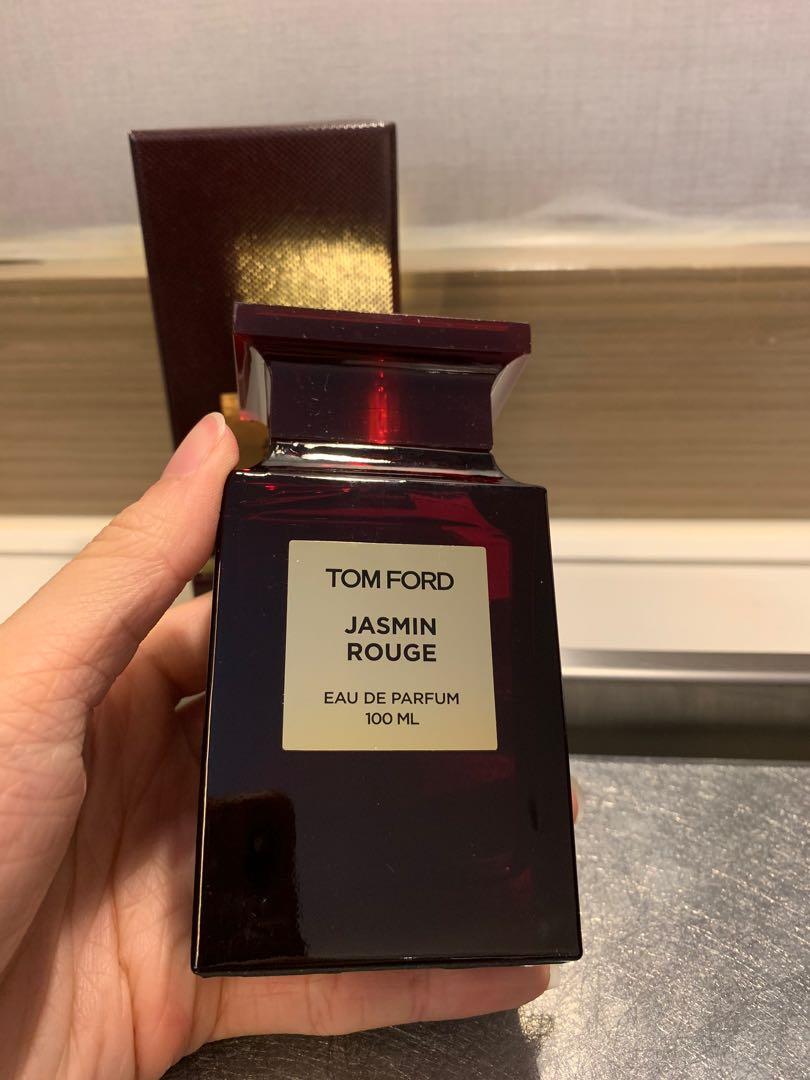 TOM FORD
JASMIN
ROUGE
EAU DE PARFUM
100 ML